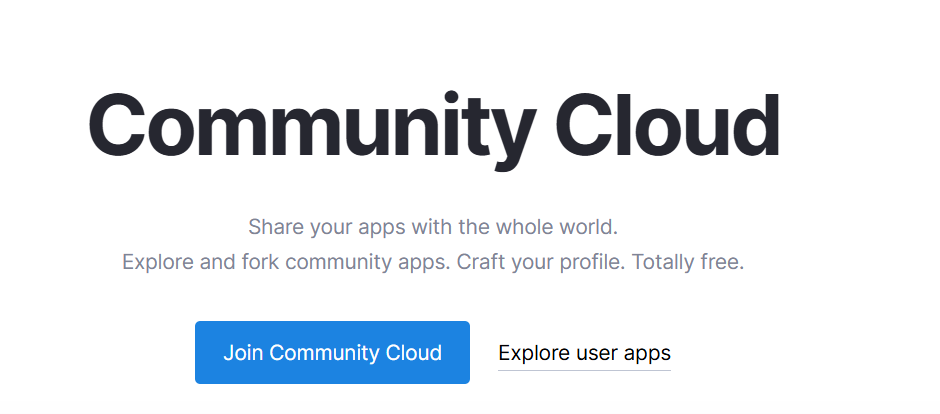 Community Cloud
Share your apps with the whole world.
Explore and fork community apps. Craft your profile. Totally free.
Join Community Cloud
Explore user apps